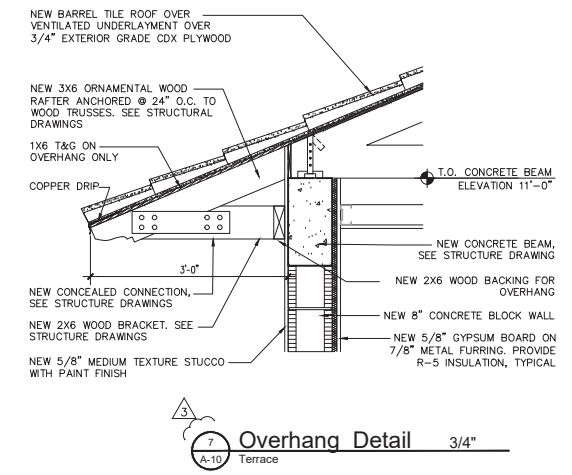 NEW BARREL TILE ROOF OVER
VENTILATED UNDERLAYMENT OVER
3/4" EXTERIOR GRADE CDX PLYWOOD
NEW 3X6 ORNAMENTAL WOOD
RAFTER ANCHORED @ 24" O.C. TO
WOOD TRUSSES. SEE STRUCTURAL
DRAWINGS
1X6 T&G ON
OVERHANG ONLY
COPPER DRIP
3'-0"
NEW CONCEALED CONNECTION,
SEE STRUCTURE DRAWINGS
NEW 2X6 WOOD BRACKET. SEE
STRUCTURE DRAWINGS
NEW 5/8" MEDIUM TEXTURE STUCCO
WITH PAINT FINISH
T.O. CONCRETE BEAM
ELEVATION 11'-0"
NEW CONCRETE BEAM,
SEE STRUCTURE DRAWING
NEW 2X6 WOOD BACKING FOR
OVERHANG
NEW 8" CONCRETE BLOCK WALL
NEW 5/8" GYPSUM BOARD ON
7/8" METAL FURRING. PROVIDE
R-5 INSULATION, TYPICAL
3
7
A-10
Overhang Detail 3/4"
Terrace